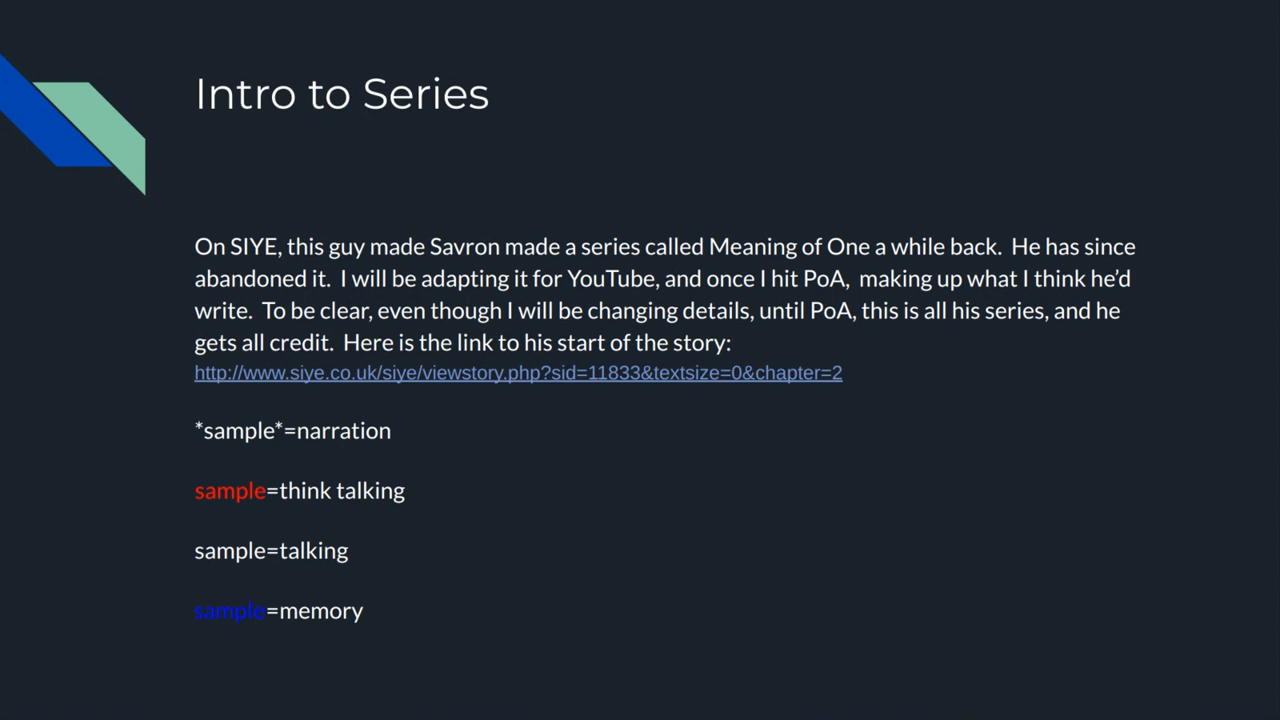 Intro to Series
On SIYE, this guy made Savron made a series called Meaning of One a while back.  He has since
abandoned it.  I will be adapting it for YouTube, and once I hit PoA,  making up what I think he’d
write.  To be clear, even though I will be changing details, until PoA, this is all his series, and he
gets all credit.  Here is the link to his start of the story:
http://www.siye.co.uk/siye/viewstory.php?sid=11833&textsize=0&chapter=2
*sample*=narration
sample=think talking
sample=talking
sample=memory